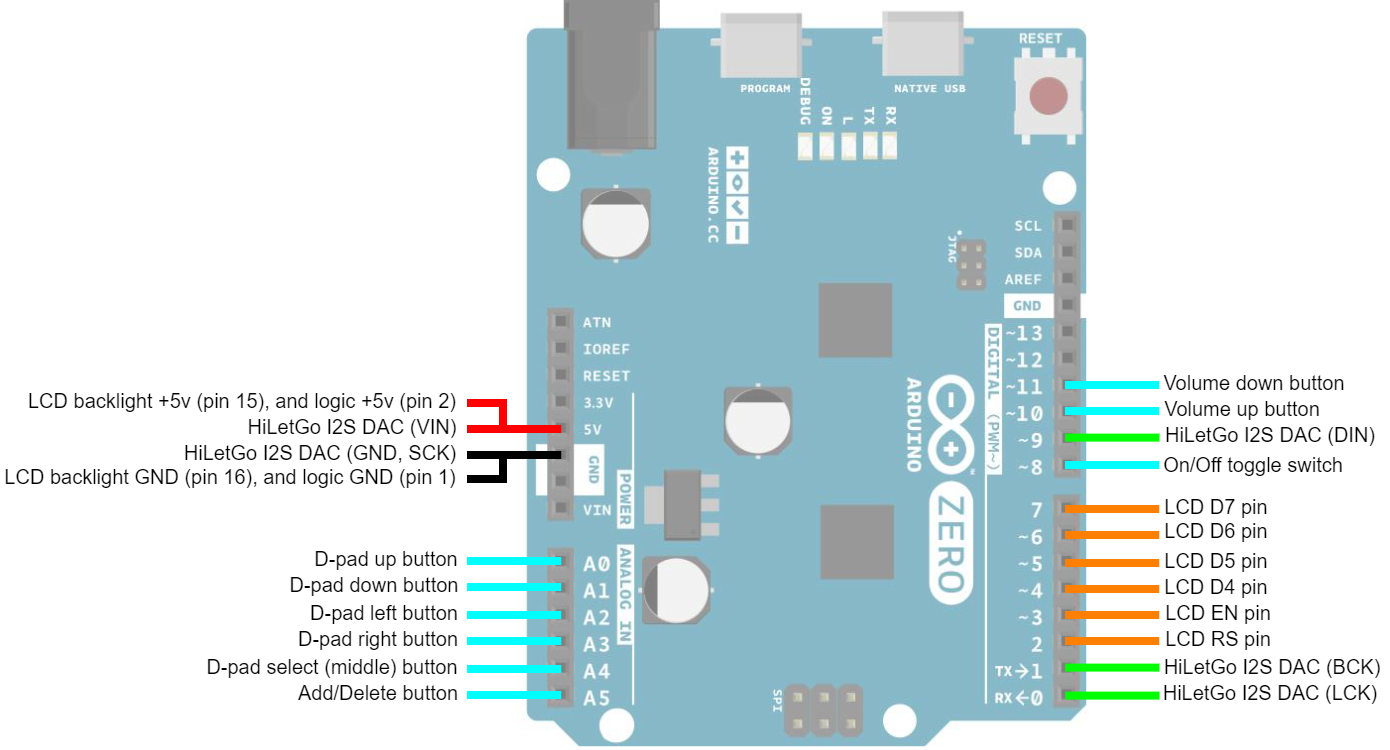 RESET
PROGRAM
NATIVE USB
DEBUG
ON
L
TX
RX
ARDUINO.CC
JTAG
SCL
SDA
AREF
GND
~13
~12
~11
~10
~9
~8
DIGITAL (PWM~)
7
~6
~5
~4
~3
2
TX→1
RX←0
ATN
IOREF
RESET
3.3V
5V
GND
VIN
POWER
A0
A1
A2
A3
A4
A5
ANALOG IN
ARDUINO
TM
ZERO
SPI
LCD backlight +5v (pin 15), and logic +5v (pin 2)
HiLetGo I2S DAC (VIN)
HiLetGo I2S DAC (GND, SCK)
LCD backlight GND (pin 16), and logic GND (pin 1)
D-pad up button
D-pad down button
D-pad left button
D-pad right button
D-pad select (middle) button
Add/Delete button
Volume down button
Volume up button
HiLetGo I2S DAC (DIN)
On/Off toggle switch
LCD D7 pin
LCD D6 pin
LCD D5 pin
LCD D4 pin
LCD EN pin
LCD RS pin
HiLetGo I2S DAC (BCK)
HiLetGo I2S DAC (LCK)